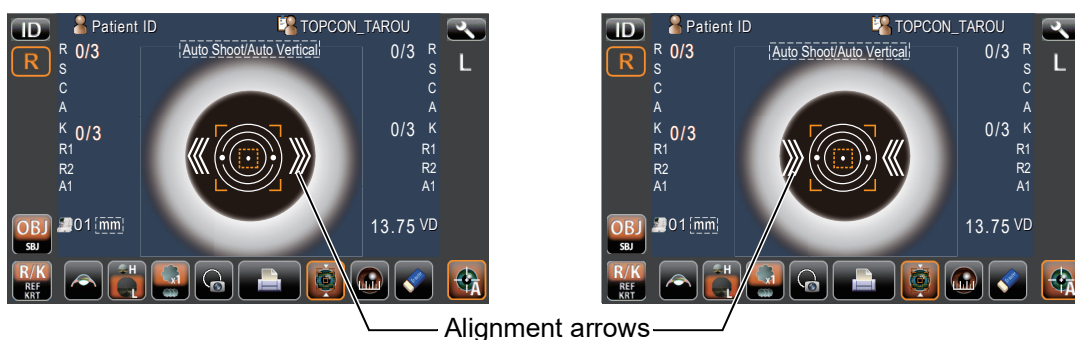 ID Patient ID TOPCON_TAROU
R R 0/3 Auto Shoot/Auto Vertical 0/3 R L
S S
C C
A A
K 0/3 0/3 K
R1 R1
R2 R2
A1 A1
OBJ 01 mm 13.75 VD
SBJ
R/K H x1 A
REF L
KRT
ID Patient ID TOPCON_TAROU
R R 0/3 Auto Shoot/Auto Vertical 0/3 R L
S S
C C
A A
K 0/3 0/3 K
R1 R1
R2 R2
A1 A1
OBJ 01 mm 13.75 VD
SBJ
R/K H x1 A
REF L
KRT
Alignment arrows